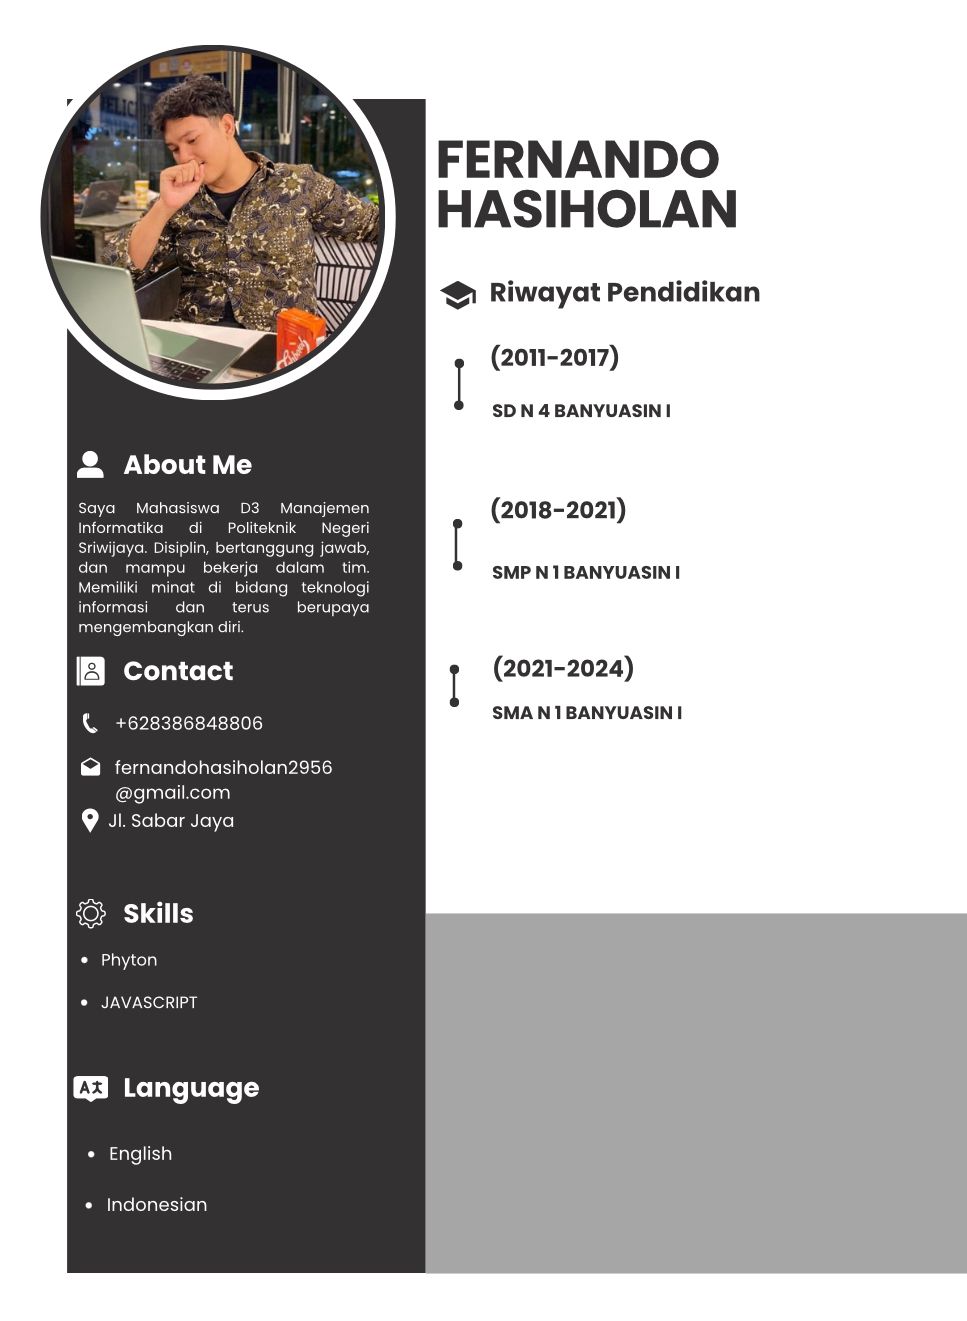 FERNANDO
HASIHOLAN
Riwayat Pendidikan
(2011-2017)
SD N 4 BANYUASIN I
(2018-2021)
SMP N 1 BANYUASIN I
(2021-2024)
SMA N 1 BANYUASIN I
About Me
Saya Mahasiswa D3 Manajemen
Informatika di Politeknik Negeri
Sriwijaya. Disiplin, bertanggung jawab,
dan mampu bekerja dalam tim.
Memiliki minat di bidang teknologi
informasi dan terus berupaya
mengembangkan diri.
Contact
+628386848806
fernandohasiholan2956
@gmail.com
Jl. Sabar Jaya
Skills
• Phyton
• JAVASCRIPT
Language
• English
• Indonesian